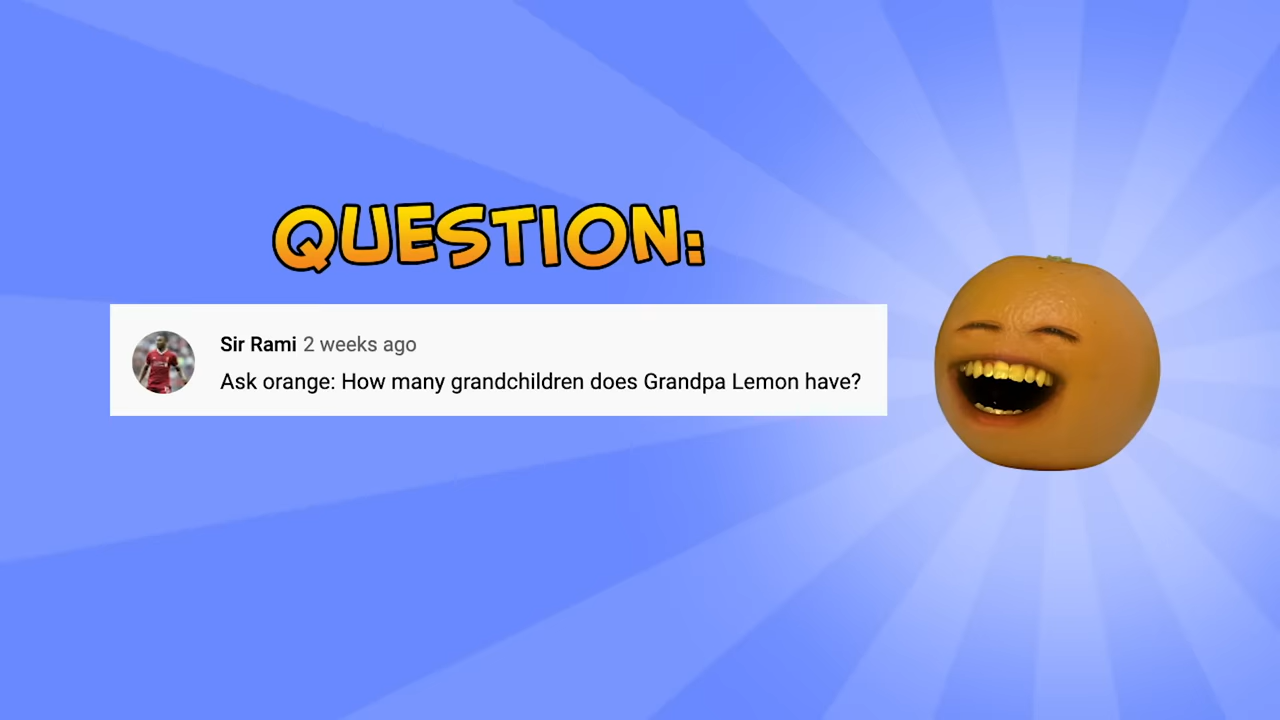 QUESTION:
Sir Rami 2 weeks ago
Ask orange: How many grandchildren does Grandpa Lemon have?